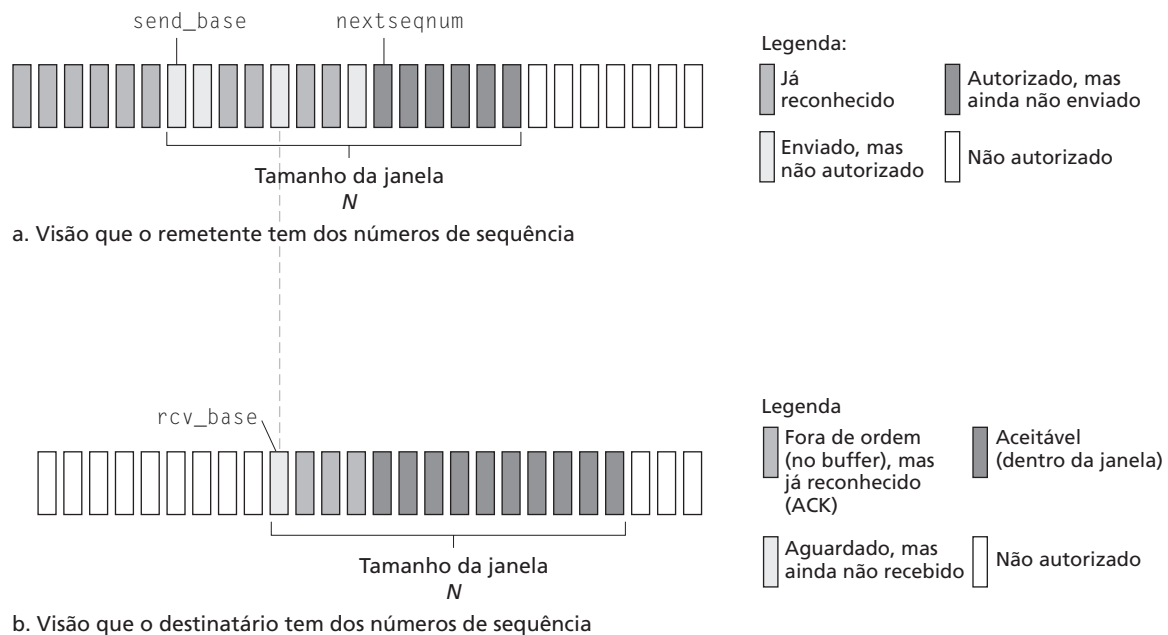 send_base
nextseqnum
Legenda:
Já
reconhecido
Autorizado, mas
ainda não enviado
Enviado, mas
não autorizado
Não autorizado
Tamanho da janela
N
a. Visão que o remetente tem dos números de sequência
rcv_base
Legenda
Fora de ordem
(no buffer), mas
já reconhecido
(ACK)
Aceitável
(dentro da janela)
Aguardado, mas
ainda não recebido
Não autorizado
Tamanho da janela
N
b. Visão que o destinatário tem dos números de sequência